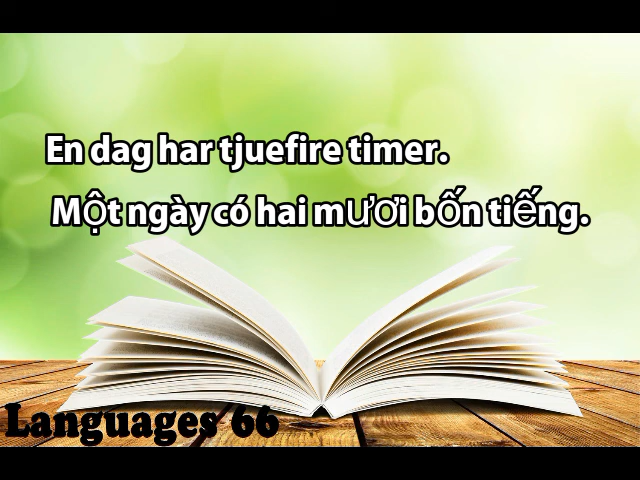 En dag har tjuefire timer.
Một ngày có hai mươi bốn tiếng.
Languages 66